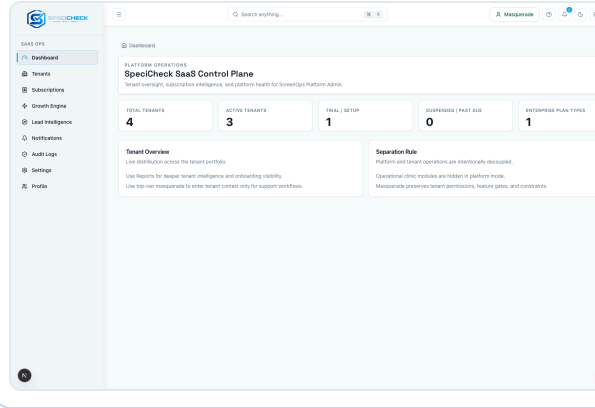 SPECICHECK
Search anything...
⌘ K
Masquerade
SAAS OPS
Dashboard
Tenants
Subscriptions
Growth Engine
Lead Intelligence
Notifications
Audit Logs
Settings
Profile
N
Dashboard
PLATFORM OPERATIONS
SpeciCheck SaaS Control Plane
Tenant oversight, subscription intelligence, and platform health for ScreenOps Platform Admin.
TOTAL TENANTS
4
ACTIVE TENANTS
3
TRIAL / SETUP
1
SUSPENDED / PAST DUE
0
ENTERPRISE PLAN TYPES
1
Tenant Overview
Live distribution across the tenant portfolio.
Use Reports for deeper tenant intelligence and onboarding visibility.
Use top-nav masquerade to enter tenant context only for support workflows.
Separation Rule
Platform and tenant operations are intentionally decoupled.
Operational clinic modules are hidden in platform mode.
Masquerade preserves tenant permissions, feature gates, and constraints.